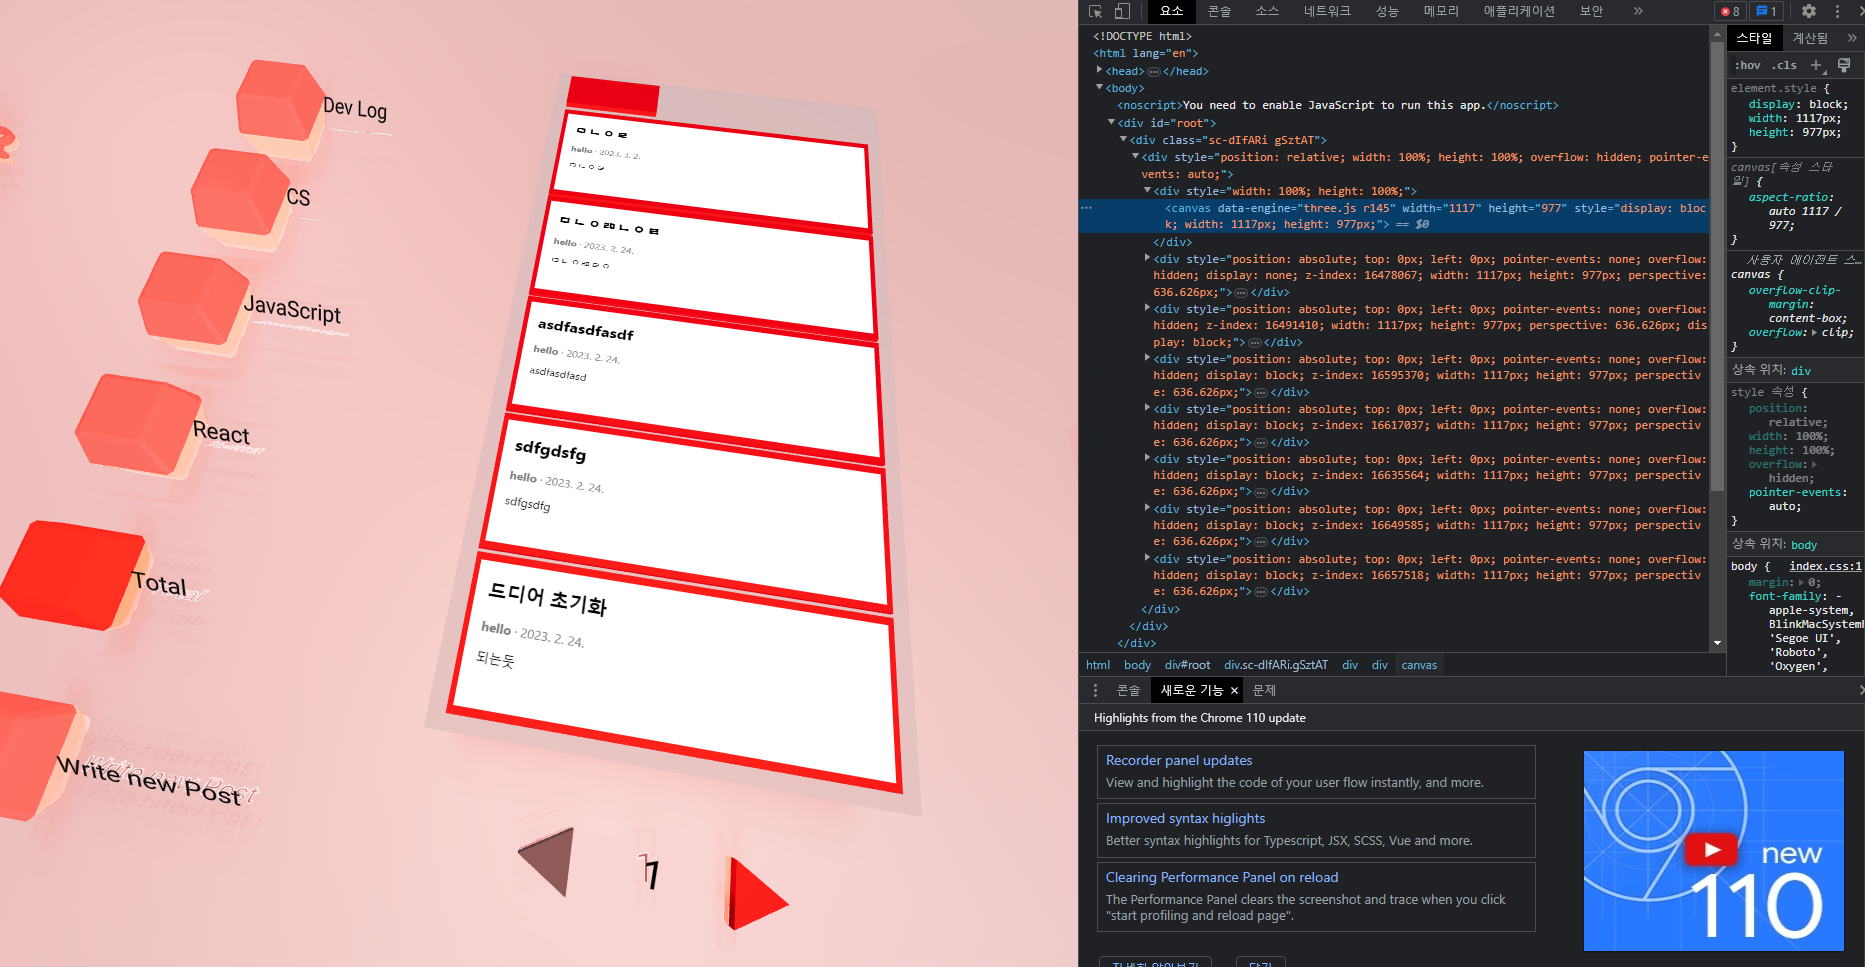 Dev Log
CS
JavaScript
React
Total
Write new Post
ㅁㄴㅇㄹ
hello · 2023. 3. 2.
ㅁㄴㅇㄹ
hello · 2023. 2. 24.
asdfasdfasdf
hello · 2023. 2. 24.
asdfasdfasd
sdfgdsfg
hello · 2023. 2. 24.
sdfgsdfg
드디어 초기화
hello · 2023. 2. 24.
되는듯
1
요소 콘솔 소스 네트워크 성능 메모리 애플리케이션 보안 » 8 1
<!DOCTYPE html>
<html lang="en">
<head>⋯</head>
<body>
<noscript>You need to enable JavaScript to run this app.</noscript>
<div id="root">
<div class="sc-dIfARi gSztAT">
<div style="position: relative; width: 100%; height: 100%; overflow: hidden; pointer-e
vents: auto;">
<div style="width: 100%; height: 100%;">
<canvas data-engine="three.js r145" width="1117" height="977" style="display: bloc
k; width: 1117px; height: 977px;"> == $0
</div>
<div style="position: absolute; top: 0px; left: 0px; pointer-events: none; overflow:
hidden; display: none; z-index: 16478067; width: 1117px; height: 977px; perspective:
636.626px;">⋯</div>
<div style="position: absolute; top: 0px; left: 0px; pointer-events: none; overflow:
hidden; z-index: 16491410; width: 1117px; height: 977px; perspective: 636.626px; dis
play: block;">⋯</div>
<div style="position: absolute; top: 0px; left: 0px; pointer-events: none; overflow:
hidden; display: block; z-index: 16595370; width: 1117px; height: 977px; perspectiv
e: 636.626px;">⋯</div>
<div style="position: absolute; top: 0px; left: 0px; pointer-events: none; overflow:
hidden; display: block; z-index: 16617037; width: 1117px; height: 977px; perspectiv
e: 636.626px;">⋯</div>
<div style="position: absolute; top: 0px; left: 0px; pointer-events: none; overflow:
hidden; display: block; z-index: 16635564; width: 1117px; height: 977px; perspectiv
e: 636.626px;">⋯</div>
<div style="position: absolute; top: 0px; left: 0px; pointer-events: none; overflow:
hidden; display: block; z-index: 16649585; width: 1117px; height: 977px; perspectiv
e: 636.626px;">⋯</div>
<div style="position: absolute; top: 0px; left: 0px; pointer-events: none; overflow:
hidden; display: block; z-index: 16657518; width: 1117px; height: 977px; perspectiv
e: 636.626px;">⋯</div>
</div>
</div>
</div>
html body div#root div.sc-dIfARi.gSztAT div div canvas
스타일 계산됨 »
:hov .cls +
element.style {
display: block;
width: 1117px;
height: 977px;
}
canvas[속성 스타
일] {
aspect-ratio:
auto 1117 /
977;
}
사용자 에이전트 스…
canvas {
overflow-clip-
margin:
content-box;
overflow: clip;
}
상속 위치: div
style 속성 {
position:
relative;
width: 100%;
height: 100%;
overflow:
hidden;
pointer-events:
auto;
}
상속 위치: body
body { index.css:1
margin: 0;
font-family: -
apple-system,
BlinkMacSystem
'Segoe UI',
'Roboto',
'Oxygen',
콘솔 새로운 기능 × 문제
Highlights from the Chrome 110 update
Recorder panel updates
View and highlight the code of your user flow instantly, and more.
Improved syntax higlights
Better syntax highlights for Typescript, JSX, SCSS, Vue and more.
Clearing Performance Panel on reload
The Performance Panel clears the screenshot and trace when you click
"start profiling and reload page".
new
110